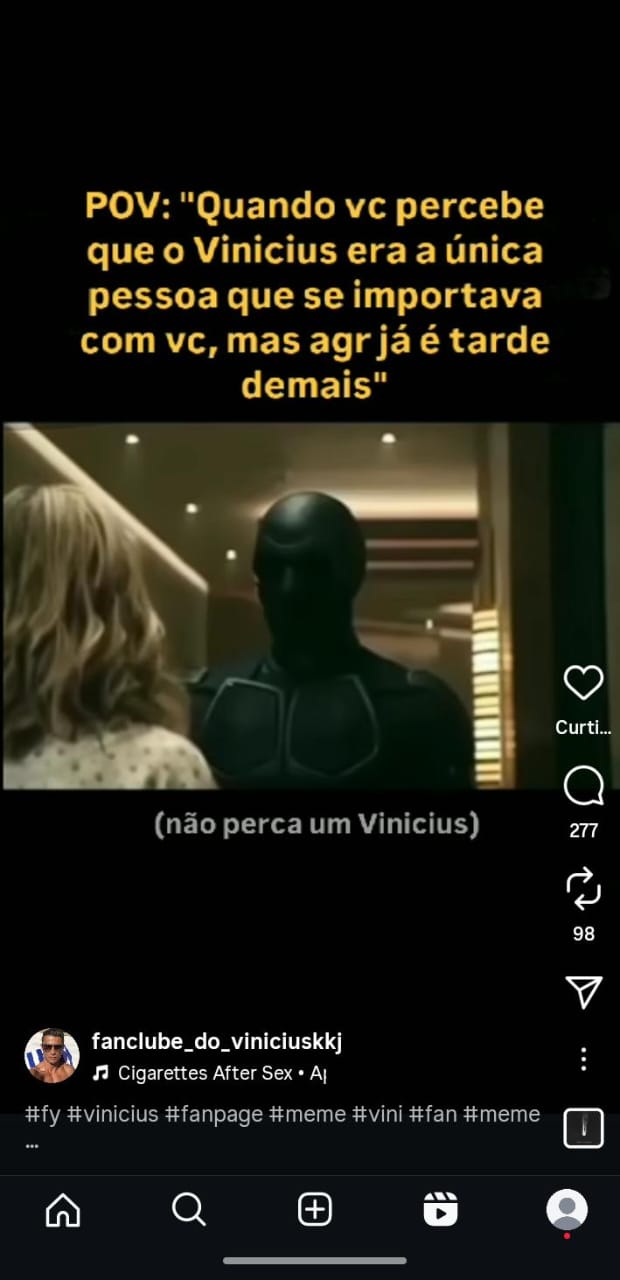 POV: "Quando vc percebe
que o Vinicius era a única
pessoa que se importava
com vc, mas agr já é tarde
demais"
(não perca um Vinicius)
Curti...
277
98
fanclube_do_viniciuskkj
Cigarettes After Sex • Ap
#fy #vinicius #fanpage #meme #vini #fan #meme
...